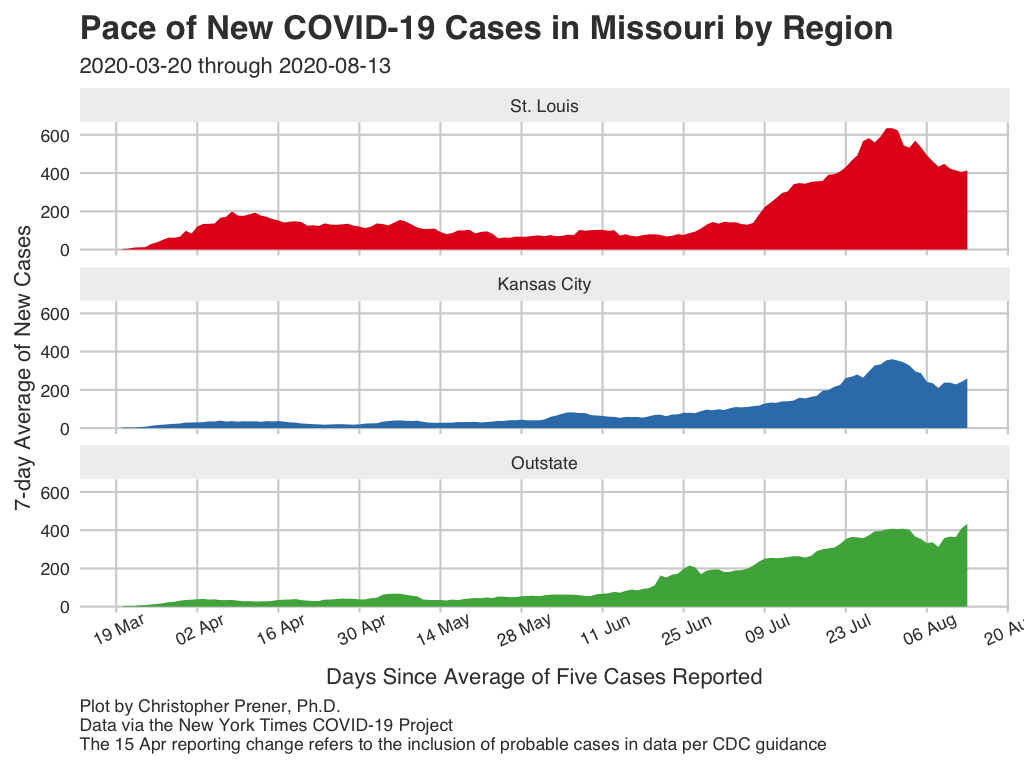 Pace of New COVID-19 Cases in Missouri by Region
2020-03-20 through 2020-08-13
St. Louis
600
400
200
0
Kansas City
600
400
200
0
Outstate
600
400
200
0
7-day Average of New Cases
19 Mar 02 Apr 16 Apr 30 Apr 14 May 28 May 11 Jun 25 Jun 09 Jul 23 Jul 06 Aug 20 Au
Days Since Average of Five Cases Reported
Plot by Christopher Prener, Ph.D.
Data via the New York Times COVID-19 Project
The 15 Apr reporting change refers to the inclusion of probable cases in data per CDC guidance